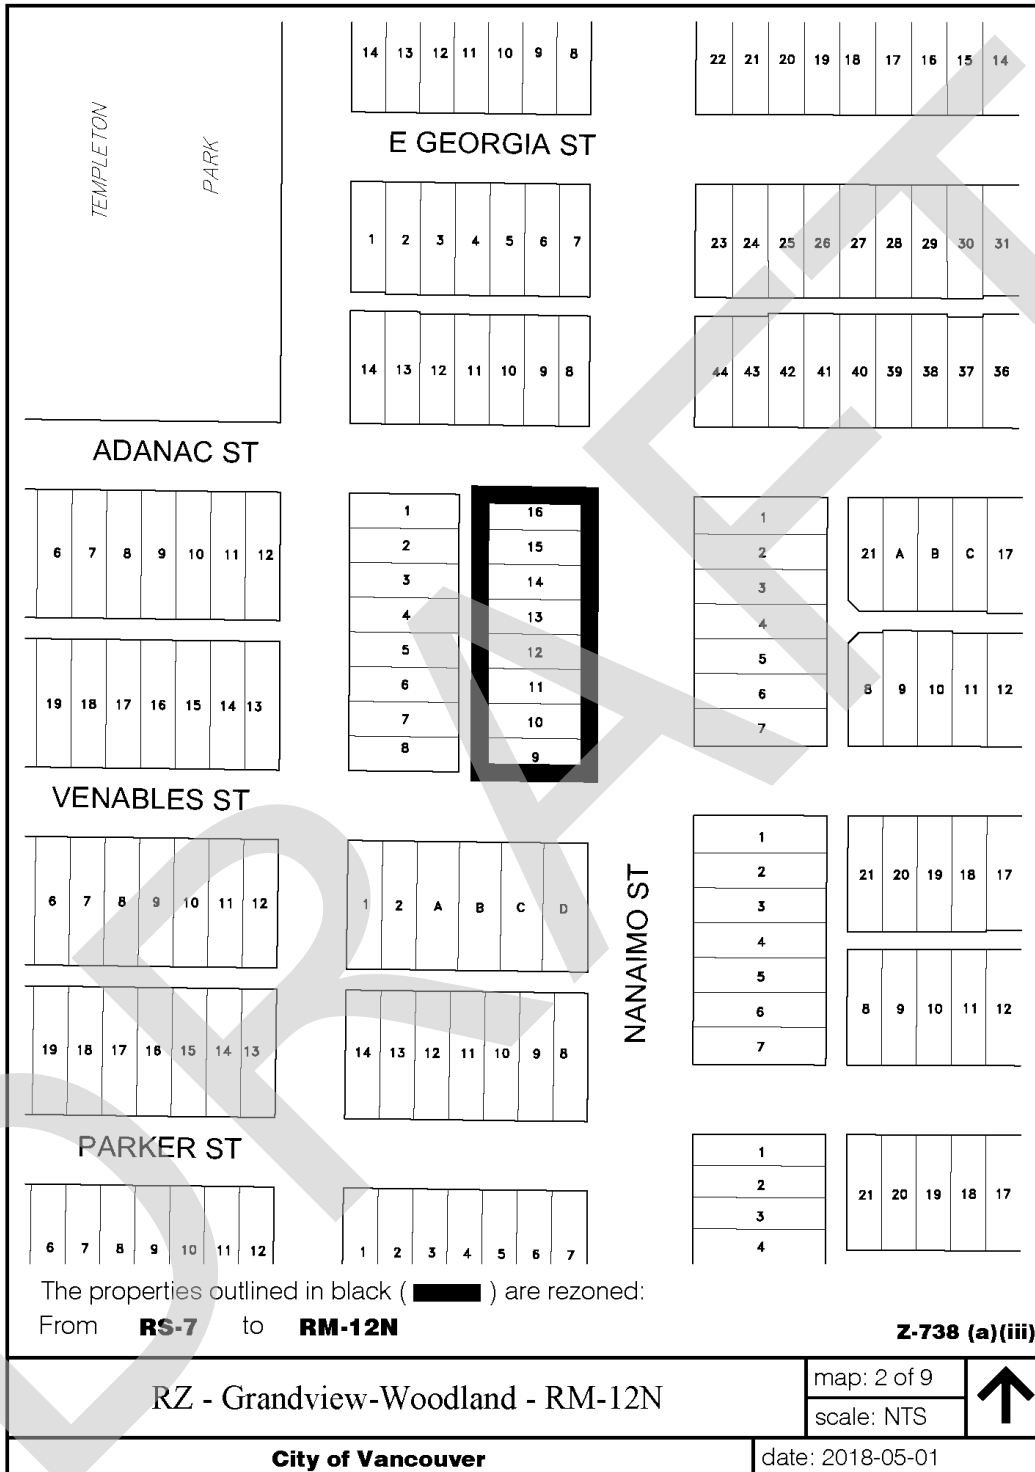 14 13 12 11 10 9 8
22 21 20 19 18 17 16 15 14
TEMPLETON
PARK
E GEORGIA ST
1 2 3 4 5 6 7
23 24 25 26 27 28 29 30 31
14 13 12 11 10 9 8
44 43 42 41 40 39 38 37 36
ADANAC ST
6 7 8 9 10 11 12
1
2
3
4
5
6
7
8
16
15
14
13
12
11
10
9
1
2
3
4
5
6
7
21 A B C 17
19 18 17 16 15 14 13
8 9 10 11 12
VENABLES ST
6 7 8 9 10 11 12
1 2 A B C D
NANAIMO ST
1
2
3
4
5
6
7
21 20 19 18 17
8 9 10 11 12
19 18 17 16 15 14 13
14 13 12 11 10 9 8
PARKER ST
1
2
3
4
21 20 19 18 17
6 7 8 9 10 11 12
1 2 3 4 5 6 7
DRAFT
The properties outlined in black ( ) are rezoned:
From RS-7 to RM-12N
Z-738 (a)(iii)
RZ - Grandview-Woodland - RM-12N
map: 2 of 9
scale: NTS
City of Vancouver
date: 2018-05-01